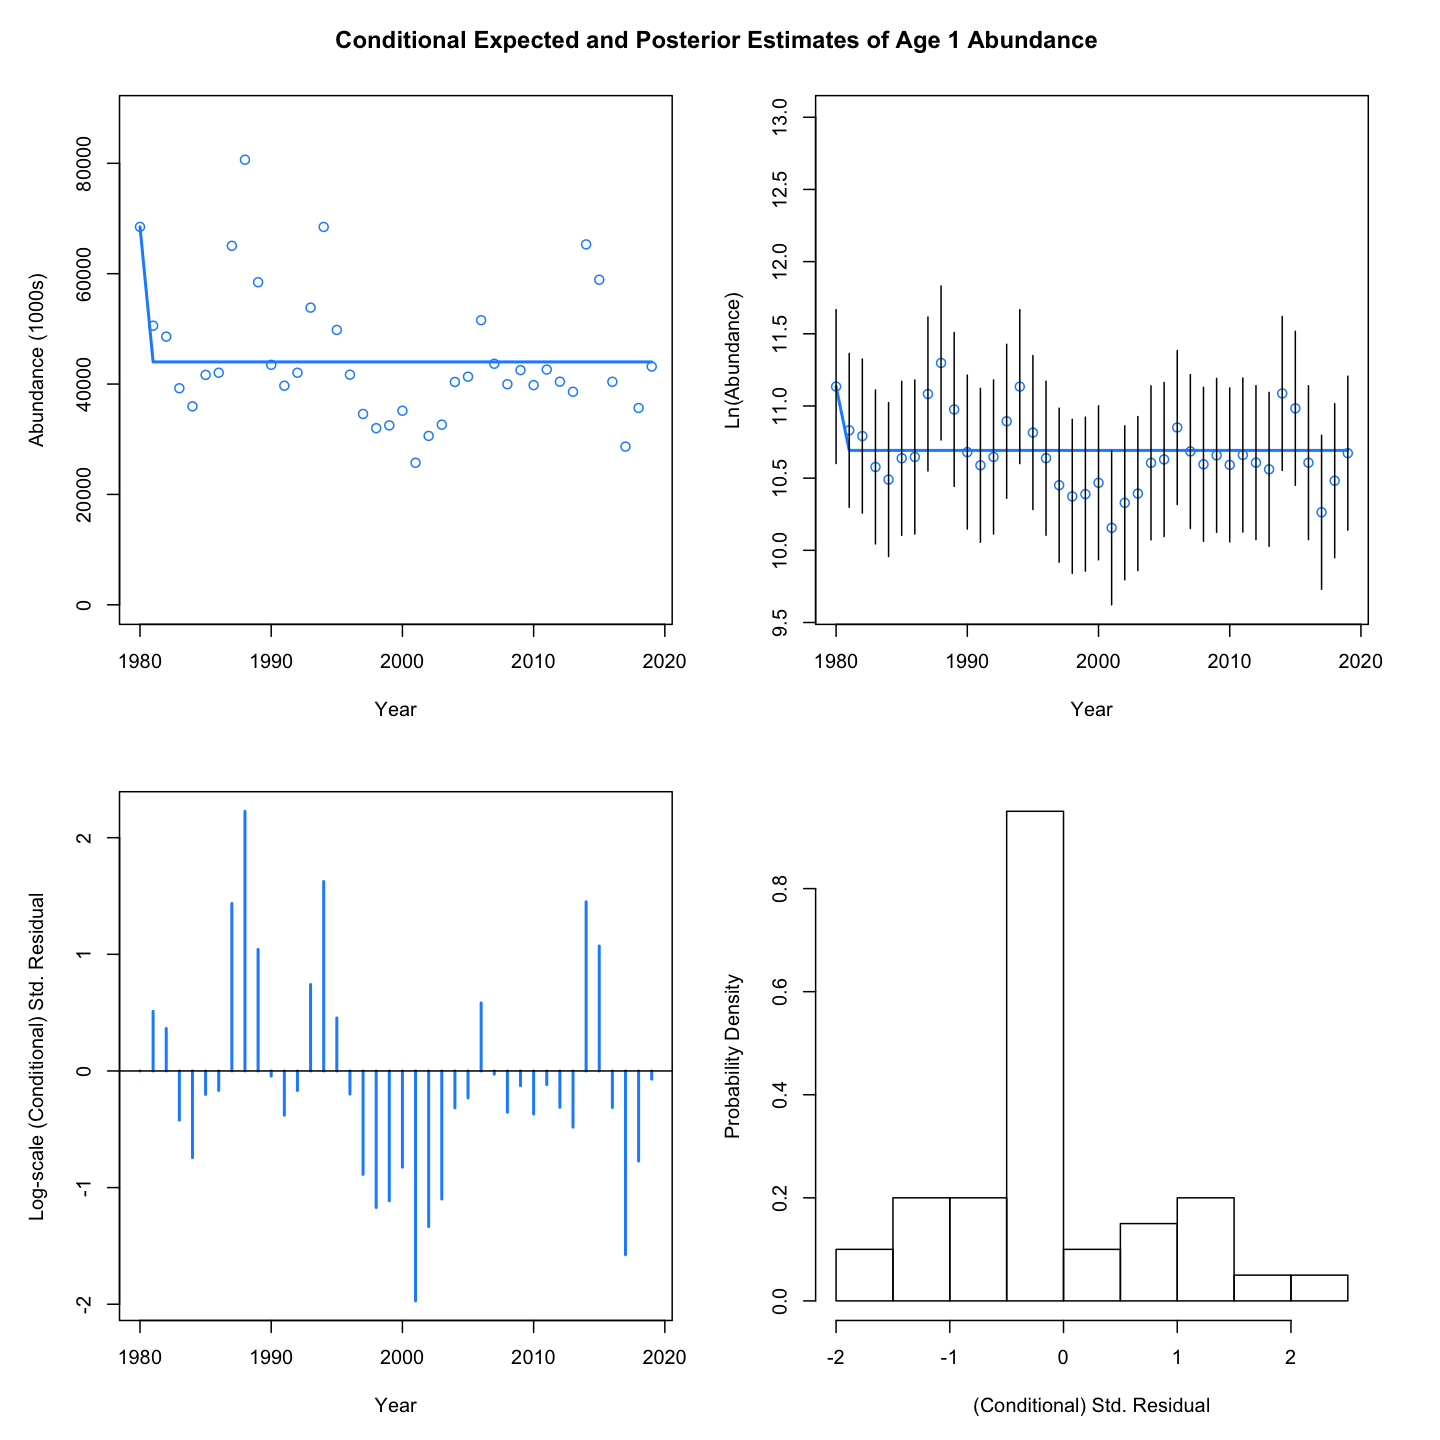 Conditional Expected and Posterior Estimates of Age 1 Abundance
Abundance (1000s)
80000
60000
40000
20000
0
1980 1990 2000 2010 2020
Year
Ln(Abundance)
13.0
12.5
12.0
11.5
11.0
10.5
10.0
9.5
1980 1990 2000 2010 2020
Year
Log-scale (Conditional) Std. Residual
2
1
0
-1
-2
1980 1990 2000 2010 2020
Year
Probability Density
0.8
0.6
0.4
0.2
0.0
-2 -1 0 1 2
(Conditional) Std. Residual